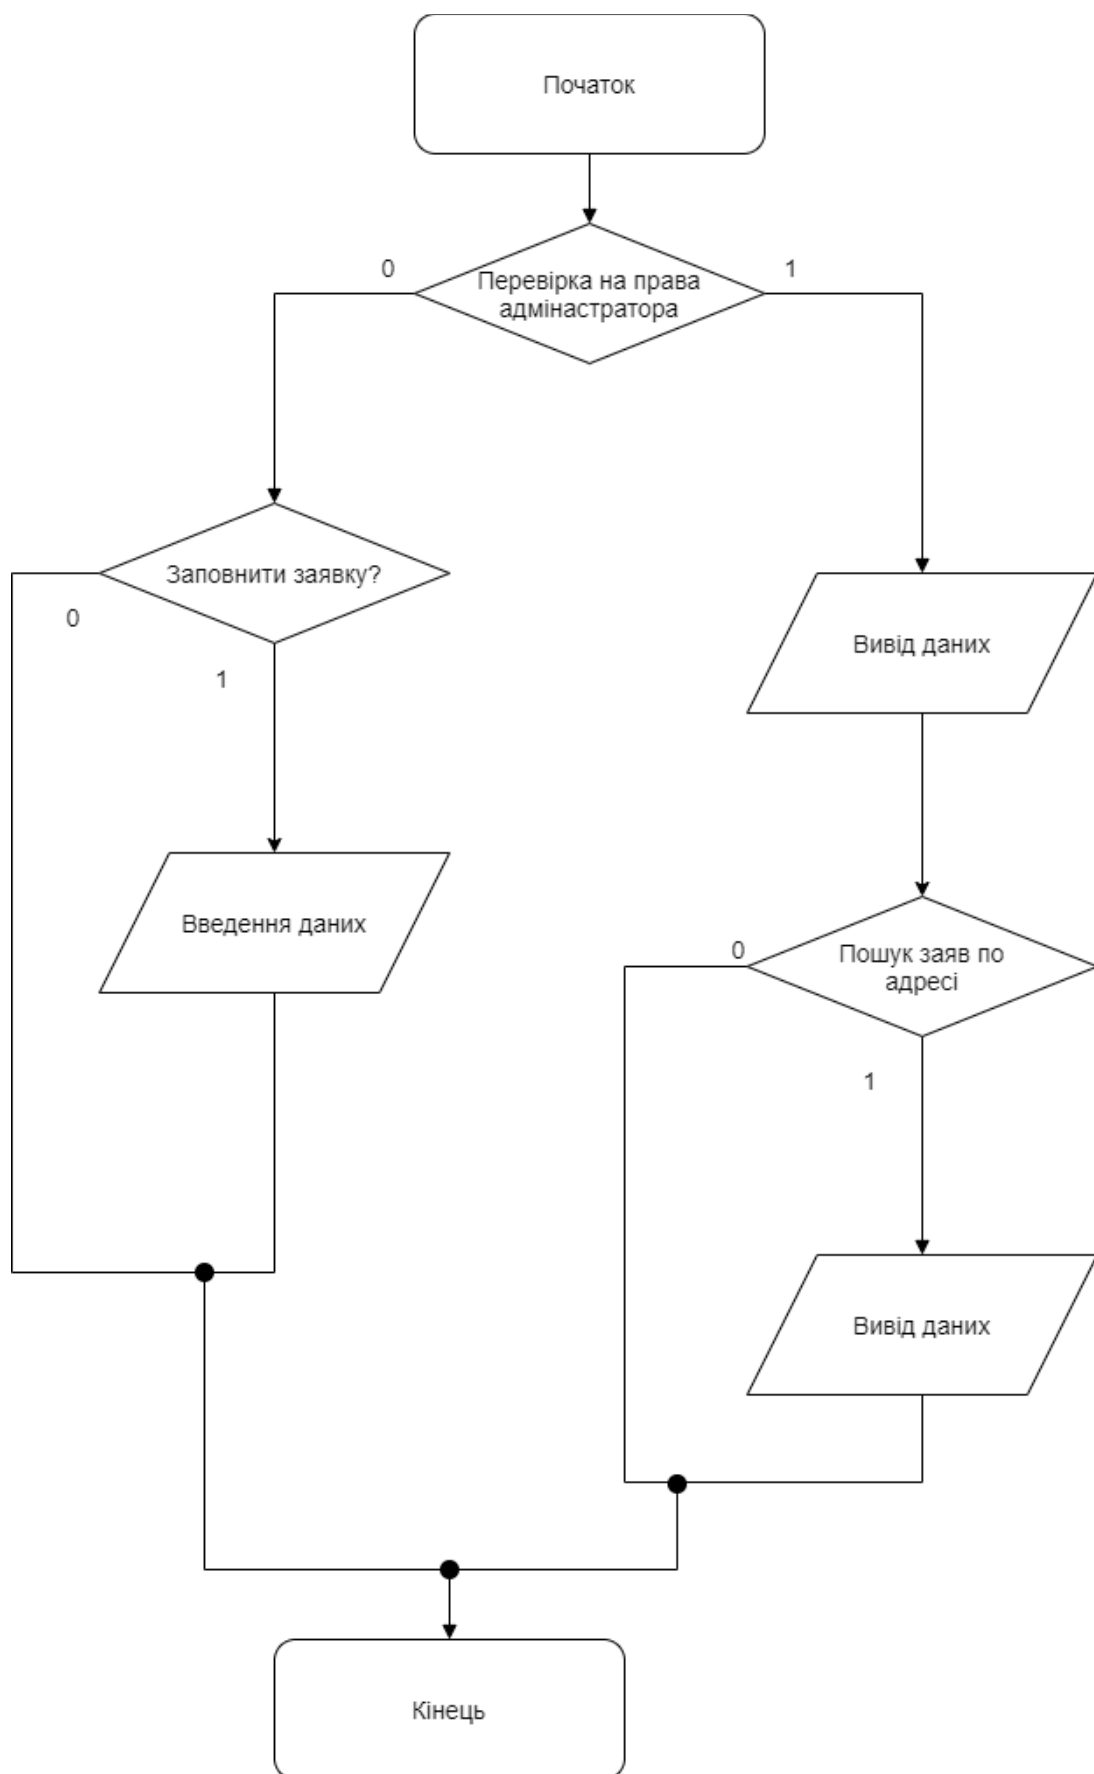 Початок
0
1
Перевірка на права
адмінастратора
Заповнити заявку?
0
1
Вивід даних
Введення даних
0
Пошук заяв по
адресі
1
Вивід даних
Кінець